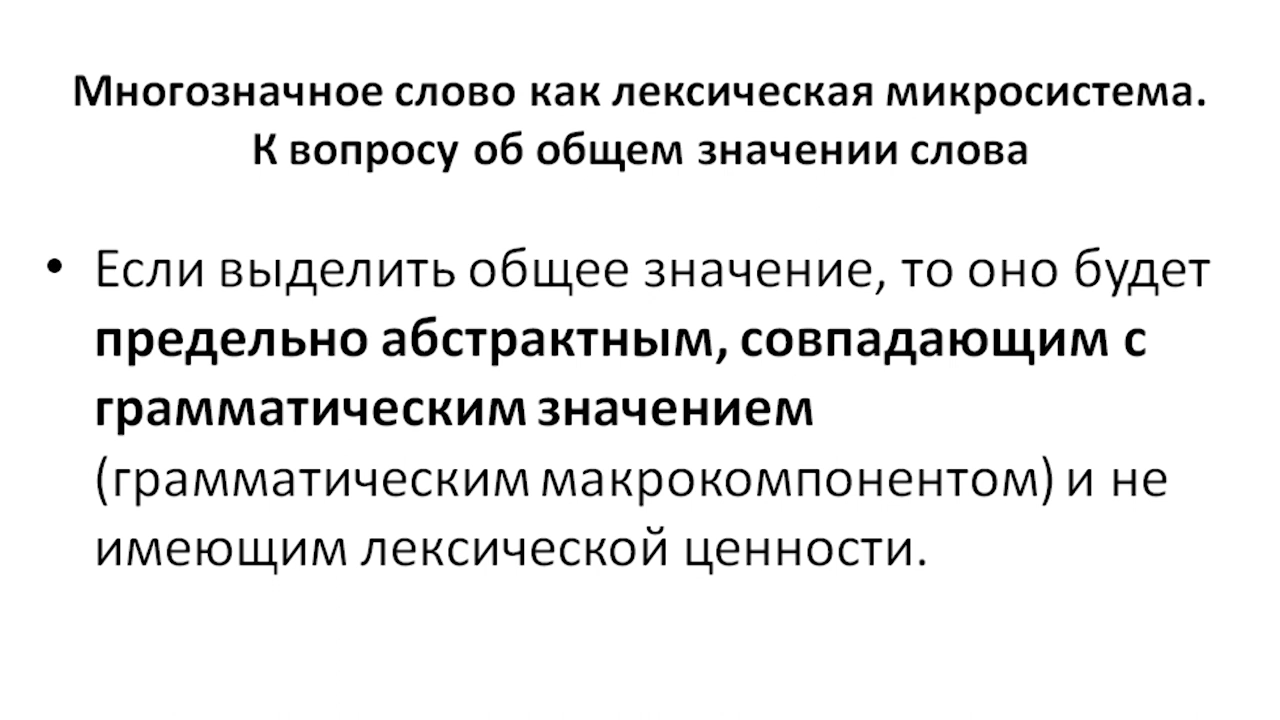 Многозначное слово как лексическая микросистема.
К вопросу об общем значении слова
• Если выделить общее значение, то оно будет
предельно абстрактным, совпадающим с
грамматическим значением
(грамматическим макрокомпонентом) и не
имеющим лексической ценности.